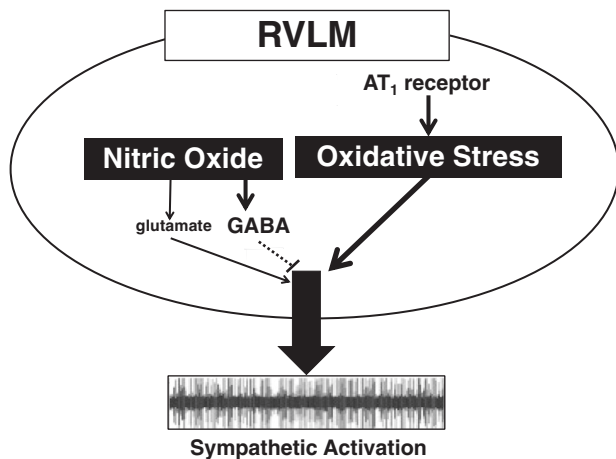 RVLM
AT₁ receptor
Nitric Oxide
Oxidative Stress
glutamate
GABA
Sympathetic Activation